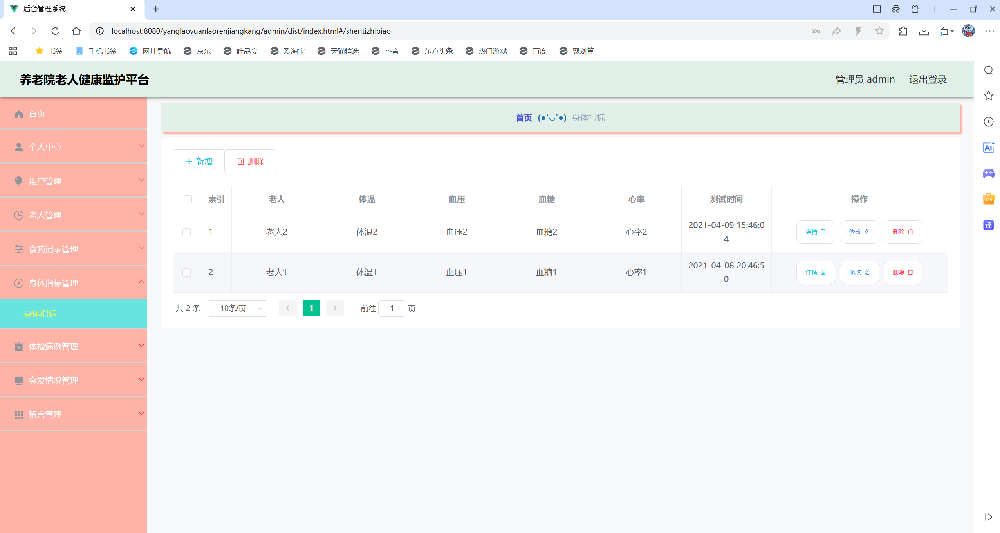 后台管理系统
localhost:8080/yanglaoyuanlaorenjiangkang/admin/dist/index.html#/shentizhibiao
书签 手机书签 网址导航 京东 唯品会 爱淘宝 天猫精选 抖音 东方头条 热门游戏 百度 聚划算
养老院老人健康监护平台 管理员 admin 退出登录
首页
个人中心
用户管理
老人管理
食药记录管理
身体指标管理
身体指标
体检病例管理
突发情况管理
留言管理
首页 (●'◡'●) 身体指标
新增 删除
索引 老人 体温 血压 血糖 心率 测试时间 操作
1 老人2 体温2 血压2 血糖2 心率2 2021-04-09 15:46:0
4 详情 修改 删除
2 老人1 体温1 血压1 血糖1 心率1 2021-04-08 20:46:5
0 详情 修改 删除
共 2 条 10条/页 1 前往 1 页
1
Ai
译